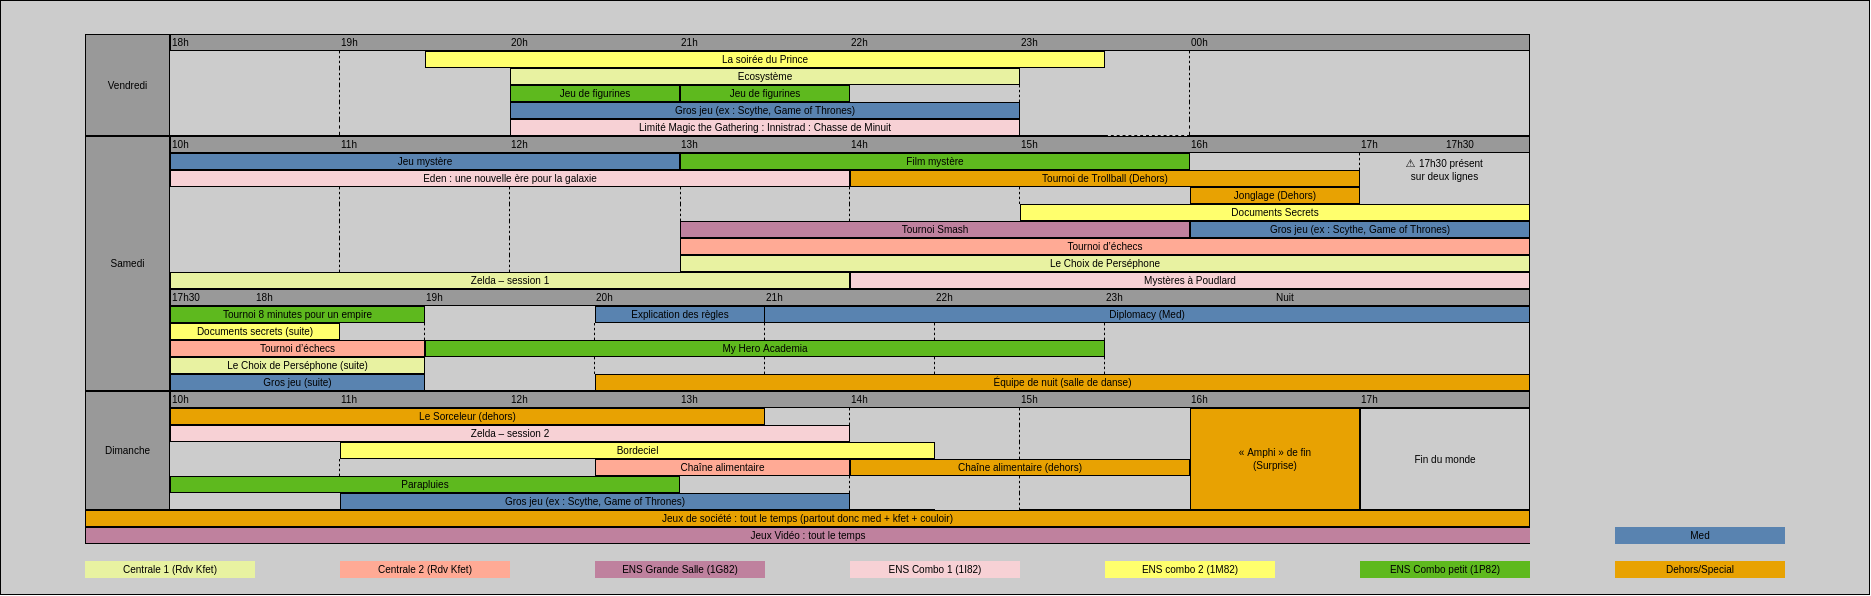 Vendredi
18h 19h 20h 21h 22h 23h 00h
La soirée du Prince
Ecosystème
Jeu de figurines Jeu de figurines
Gros jeu (ex : Scythe, Game of Thrones)
Limité Magic the Gathering : Innistrad : Chasse de Minuit
Samedi
10h 11h 12h 13h 14h 15h 16h 17h 17h30
Jeu mystère Film mystère
⚠ 17h30 présent
sur deux lignes
Eden : une nouvelle ère pour la galaxie Tournoi de Trollball (Dehors)
Jonglage (Dehors)
Documents Secrets
Tournoi Smash Gros jeu (ex : Scythe, Game of Thrones)
Tournoi d'échecs
Le Choix de Perséphone
Zelda – session 1 Mystères à Poudlard
17h30 18h 19h 20h 21h 22h 23h Nuit
Tournoi 8 minutes pour un empire Explication des règles Diplomacy (Med)
Documents secrets (suite)
Tournoi d'échecs My Hero Academia
Le Choix de Perséphone (suite)
Gros jeu (suite) Équipe de nuit (salle de danse)
Dimanche
10h 11h 12h 13h 14h 15h 16h 17h
Le Sorceleur (dehors)
Zelda – session 2
Bordeciel
Chaîne alimentaire Chaîne alimentaire (dehors)
Parapluies
Gros jeu (ex : Scythe, Game of Thrones)
« Amphi » de fin
(Surprise)
Fin du monde
Jeux de société : tout le temps (partout donc med + kfet + couloir)
Jeux Vidéo : tout le temps
Med
Centrale 1 (Rdv Kfet) Centrale 2 (Rdv Kfet) ENS Grande Salle (1G82) ENS Combo 1 (1I82) ENS combo 2 (1M82) ENS Combo petit (1P82) Dehors/Special